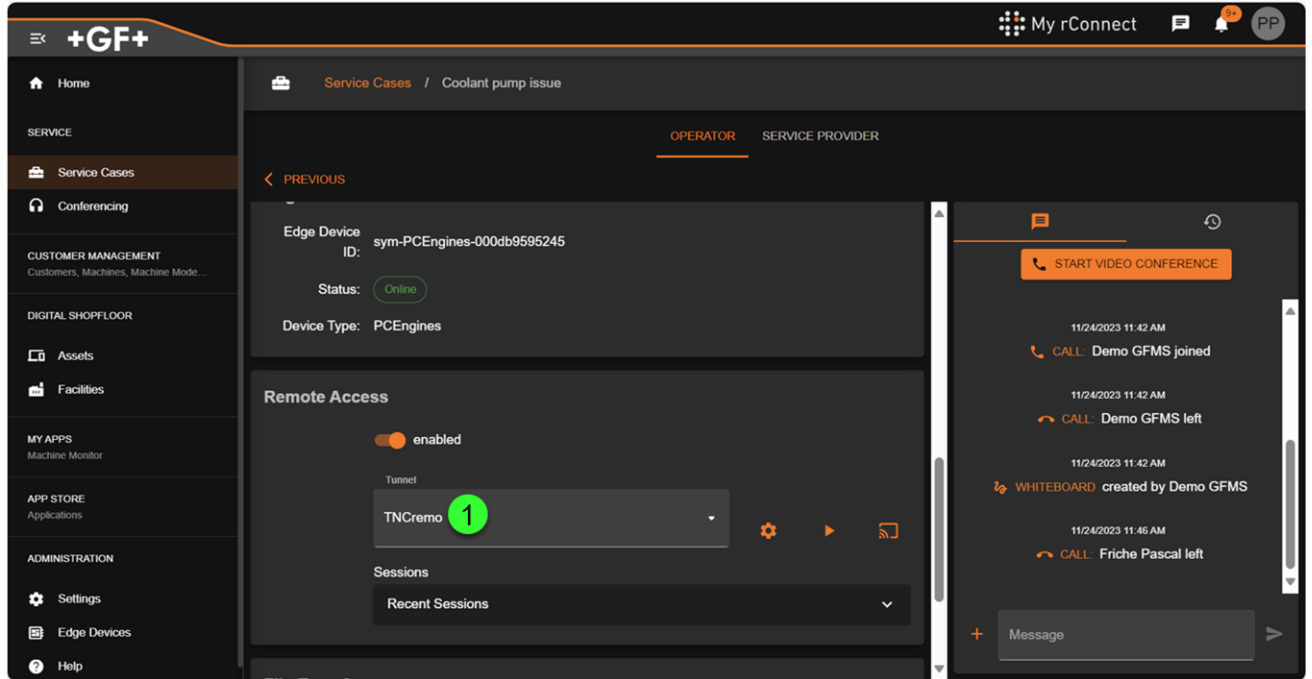 +GF+
My rConnect
9+
PP
Home
SERVICE
Service Cases
Conferencing
CUSTOMER MANAGEMENT
Customers, Machines, Machine Mode...
DIGITAL SHOPFLOOR
Assets
Facilities
MY APPS
Machine Monitor
APP STORE
Applications
ADMINISTRATION
Settings
Edge Devices
Help
Service Cases / Coolant pump issue
OPERATOR SERVICE PROVIDER
PREVIOUS
Edge Device
ID: sym-PCEngines-000db9595245
Status: Online
Device Type: PCEngines
Remote Access
enabled
Tunnel
TNCremo 1
Sessions
Recent Sessions
START VIDEO CONFERENCE
11/24/2023 11:42 AM
CALL: Demo GFMS joined
11/24/2023 11:42 AM
CALL: Demo GFMS left
11/24/2023 11:42 AM
WHITEBOARD created by Demo GFMS
11/24/2023 11:46 AM
CALL: Friche Pascal left
+ Message